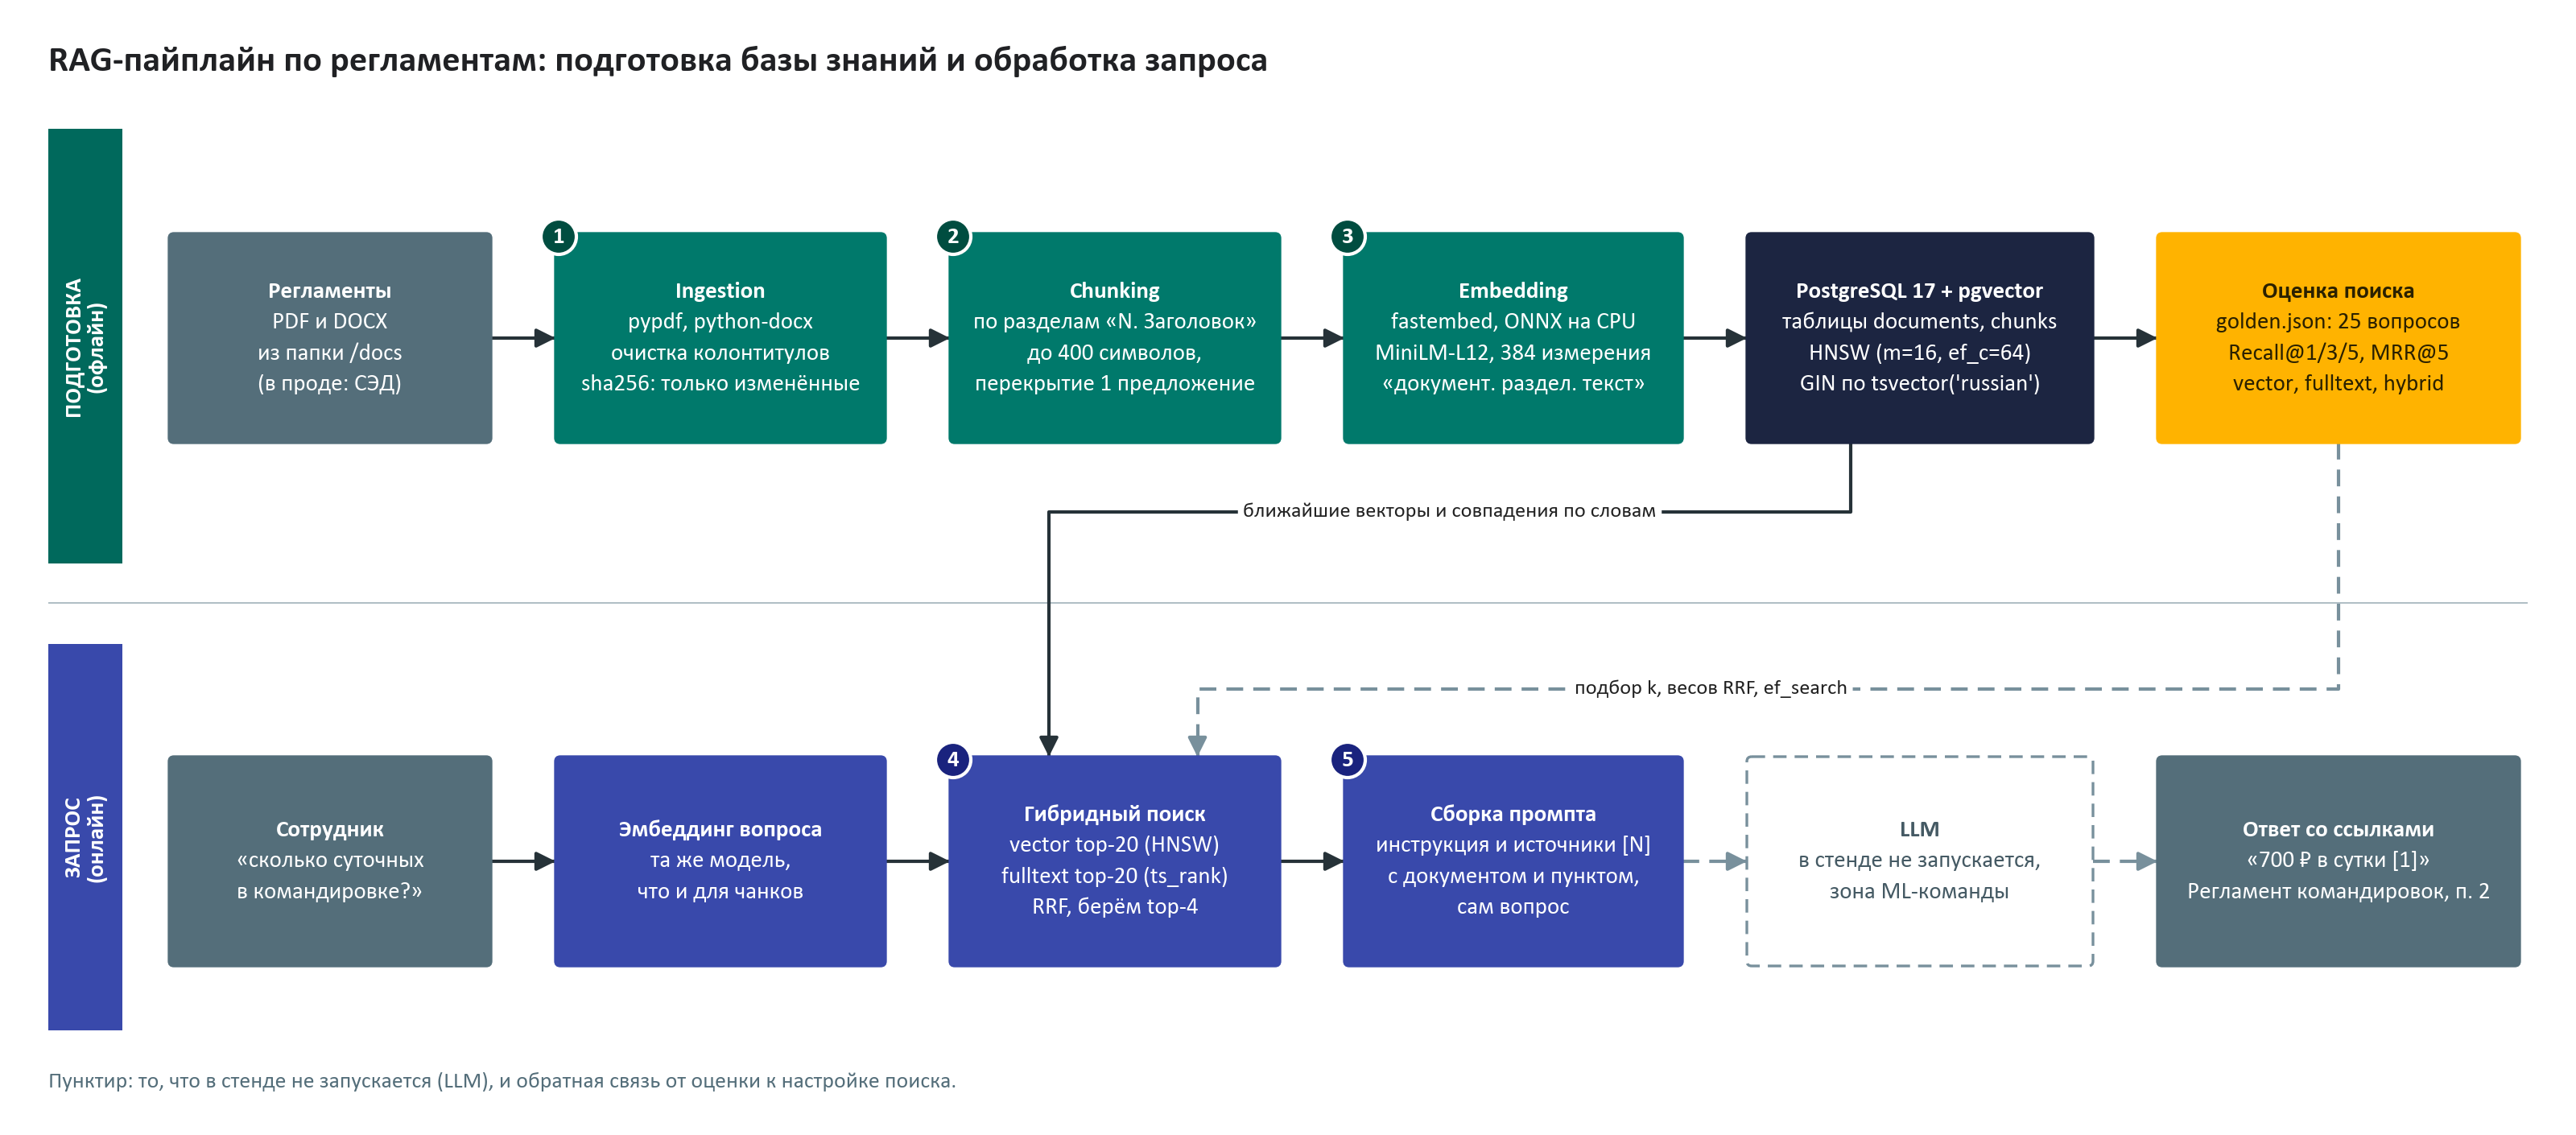 RAG-пайплайн по регламентам: подготовка базы знаний и обработка запроса
ПОДГОТОВКА
(офлайн)
Регламенты
PDF и DOCX
из папки /docs
(в проде: СЭД)
1
Ingestion
pypdf, python-docx
очистка колонтитулов
sha256: только изменённые
2
Chunking
по разделам «N. Заголовок»
до 400 символов,
перекрытие 1 предложение
3
Embedding
fastembed, ONNX на CPU
MiniLM-L12, 384 измерения
«документ. раздел. текст»
PostgreSQL 17 + pgvector
таблицы documents, chunks
HNSW (m=16, ef_c=64)
GIN по tsvector('russian')
Оценка поиска
golden.json: 25 вопросов
Recall@1/3/5, MRR@5
vector, fulltext, hybrid
ближайшие векторы и совпадения по словам
подбор k, весов RRF, ef_search
ЗАПРОС
(онлайн)
Сотрудник
«сколько суточных
в командировке?»
Эмбеддинг вопроса
та же модель,
что и для чанков
4
Гибридный поиск
vector top-20 (HNSW)
fulltext top-20 (ts_rank)
RRF, берём top-4
5
Сборка промпта
инструкция и источники [N]
с документом и пунктом,
сам вопрос
LLM
в стенде не запускается,
зона ML-команды
Ответ со ссылками
«700 ₽ в сутки [1]»
Регламент командировок, п. 2
Пунктир: то, что в стенде не запускается (LLM), и обратная связь от оценки к настройке поиска.